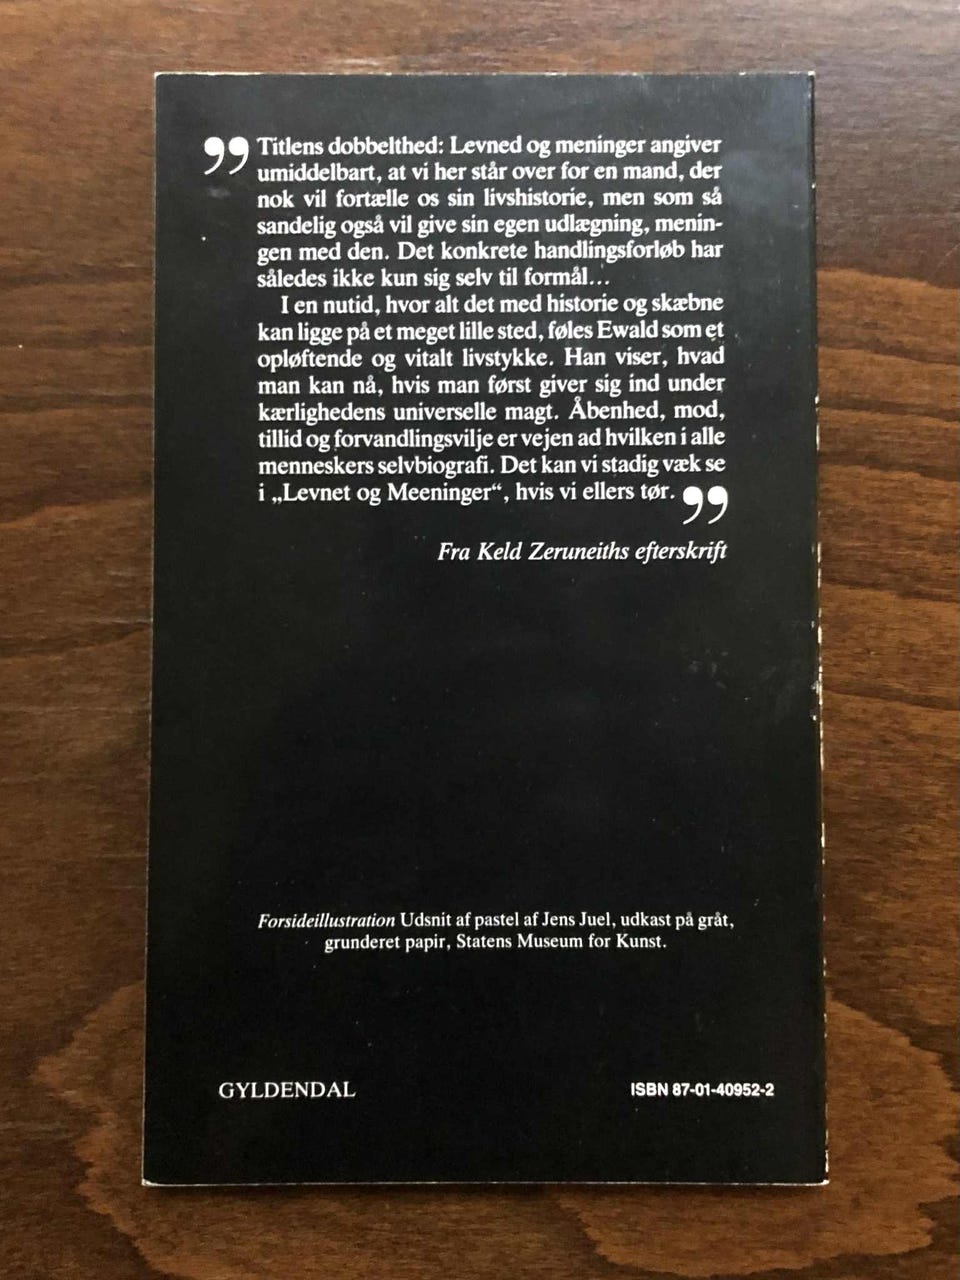 ”Titlens dobbelthed: Levned og meninger angiver
umiddelbart, at vi her står over for en mand, der
nok vil fortælle os sin livshistorie, men som så
sandelig også vil give sin egen udlægning, menin-
gen med den. Det konkrete handlingsforløb har
således ikke kun sig selv til formål...
I en nutid, hvor alt det med historie og skæbne
kan ligge på et meget lille sted, føles Ewald som et
opløftende og vitalt livstykke. Han viser, hvad
man kan nå, hvis man først giver sig ind under
kærlighedens universelle magt. Åbenhed, mod,
tillid og forvandlingsvilje er vejen ad hvilken i alle
menneskers selvbiografi. Det kan vi stadig væk se
i „Levnet og Meeninger“, hvis vi ellers tør.”
Fra Keld Zeruneiths efterskrift
Forsideillustration Udsnit af pastel af Jens Juel, udkast på gråt,
grunderet papir, Statens Museum for Kunst.
GYLDENDAL
ISBN 87-01-40952-2